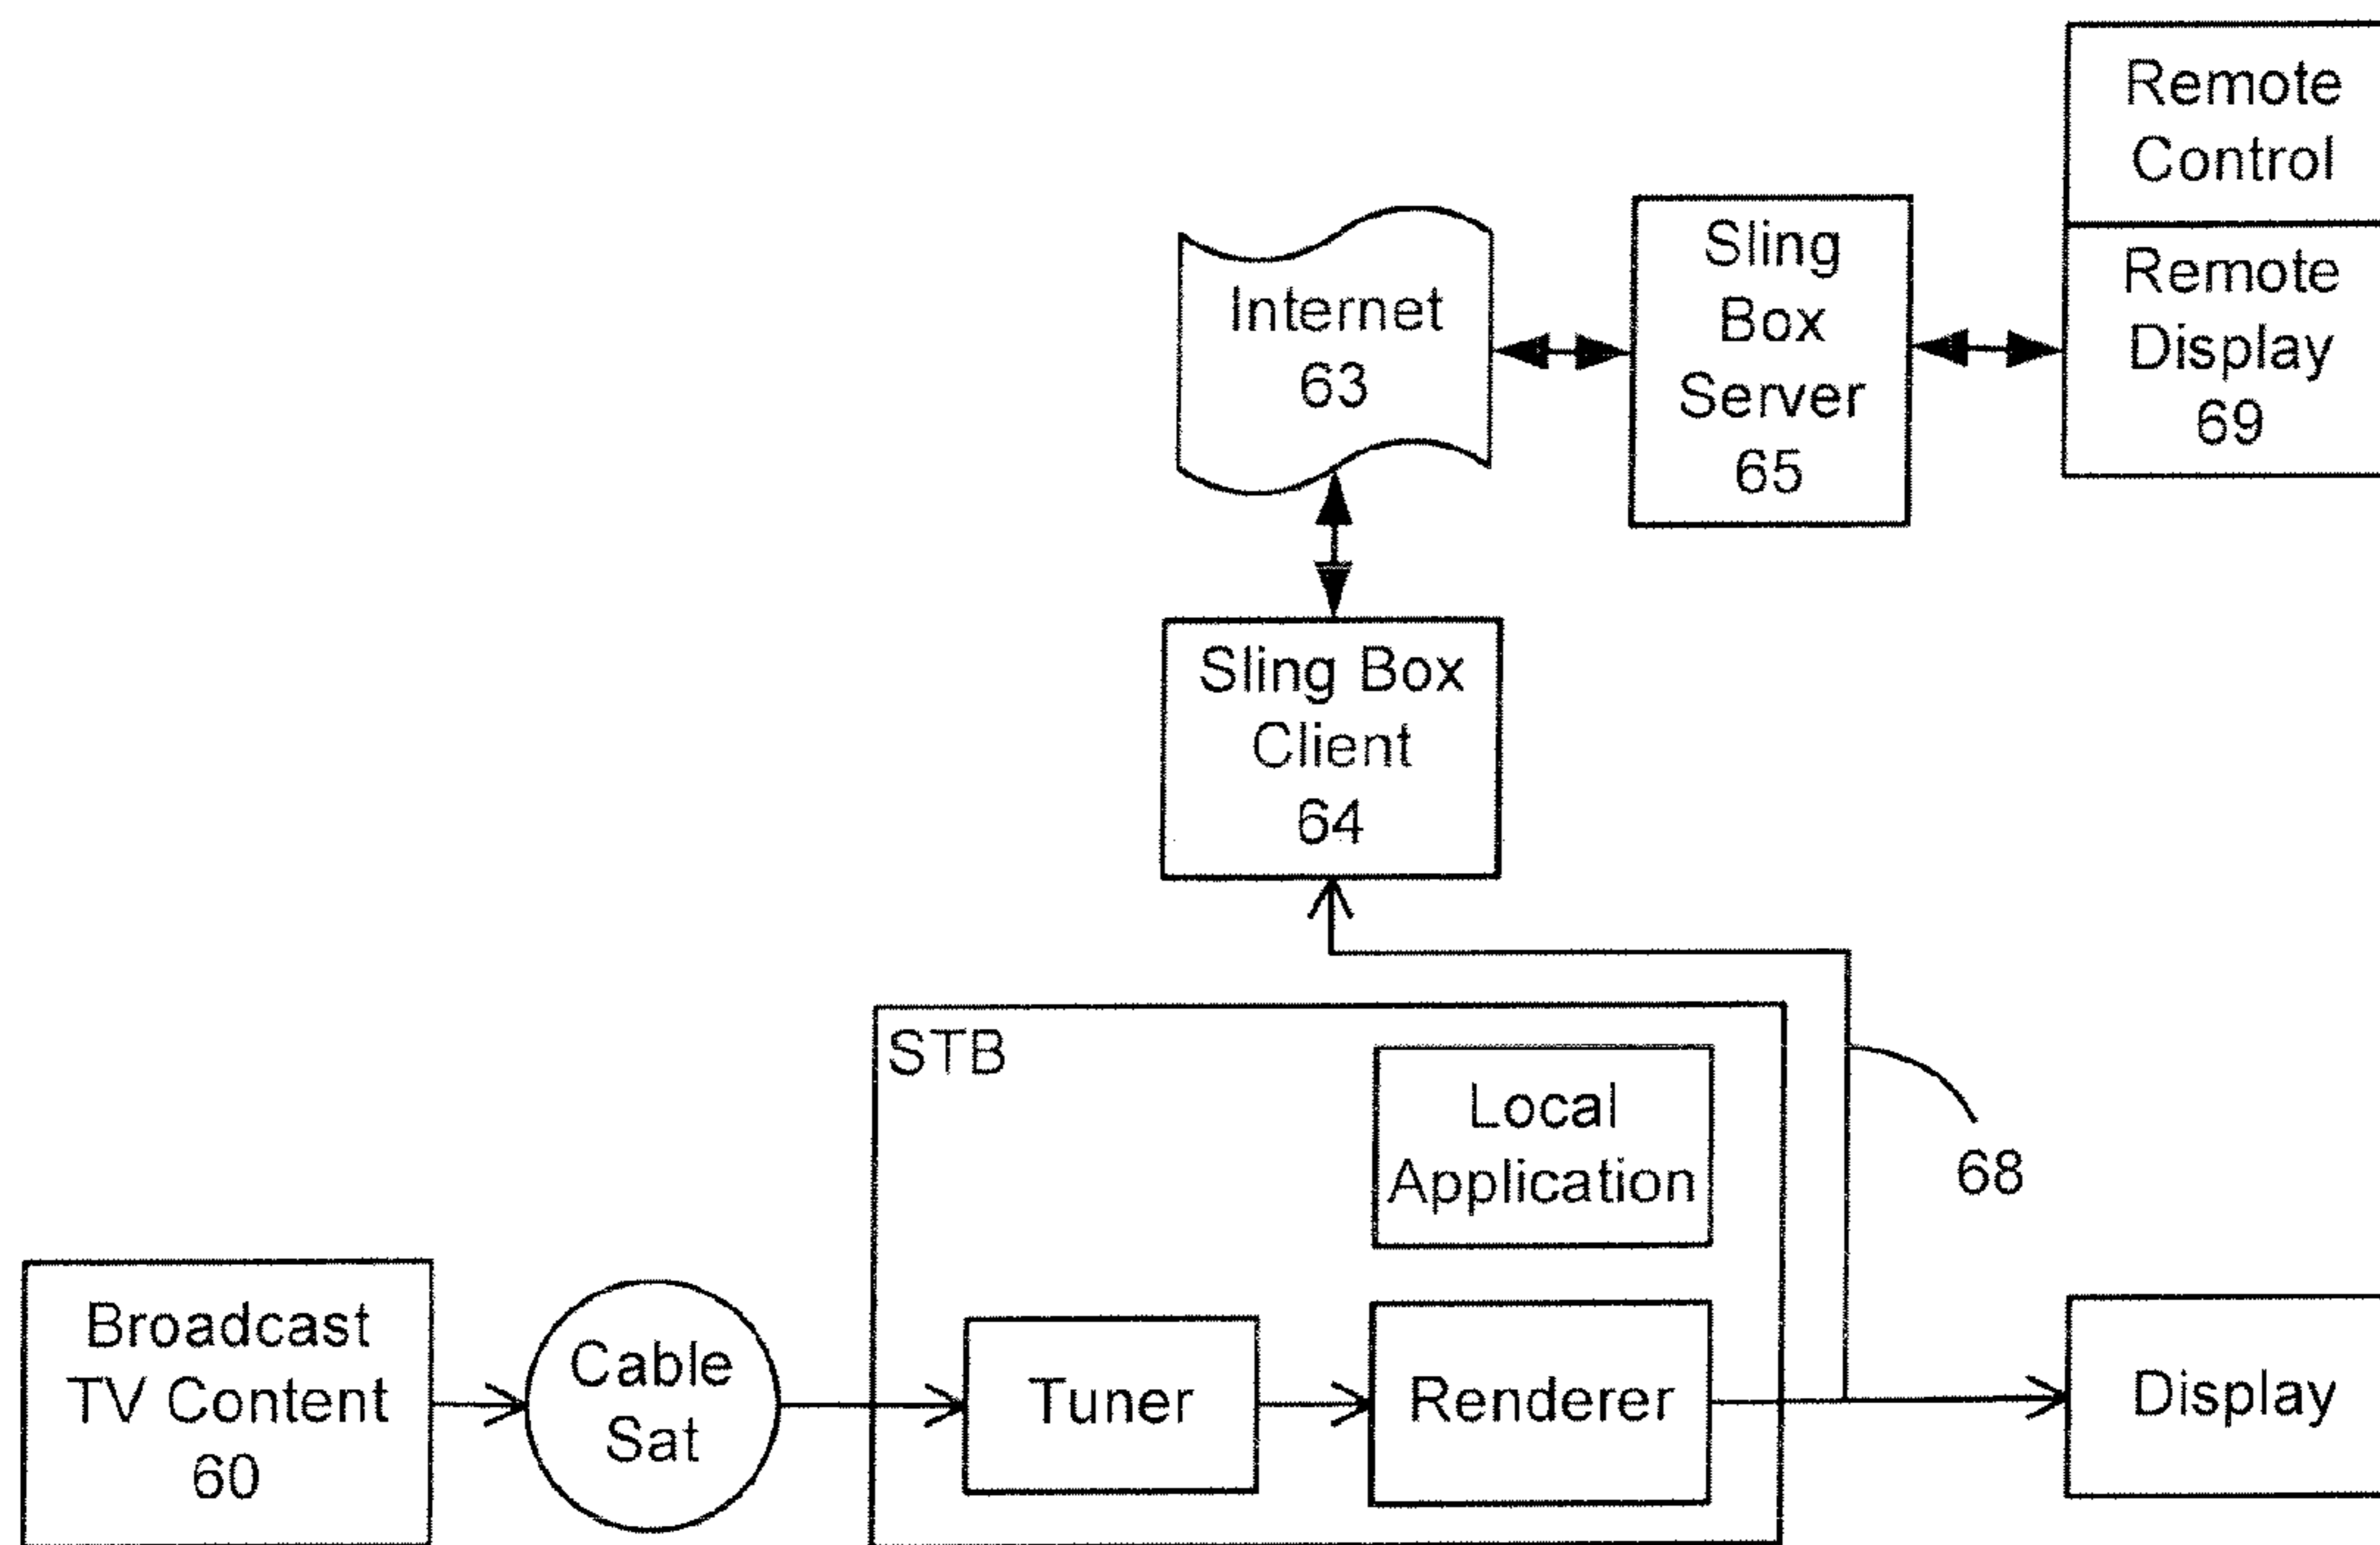 Remote
Control
Remote
Display
69
Sling
Box
Server
65
Internet
63
Sling Box
Client
64
STB
Local
Application
68
Broadcast
TV Content
60
Cable
Sat
Tuner
Renderer
Display